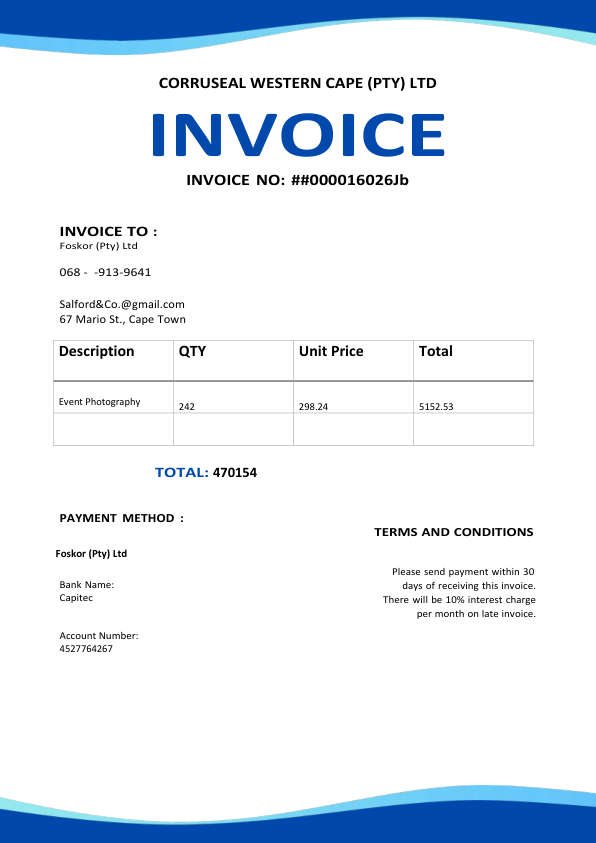 CORRUSEAL WESTERN CAPE (PTY) LTD
INVOICE
INVOICE NO: ##000016026Jb
INVOICE TO :
Foskor (Pty) Ltd
068 - -913-9641
Salford&Co.@gmail.com
67 Mario St., Cape Town
Description QTY Unit Price Total
Event Photography 242 298.24 5152.53
TOTAL: 470154
PAYMENT METHOD :
Foskor (Pty) Ltd
Bank Name:
Capitec
Account Number:
4527764267
TERMS AND CONDITIONS
Please send payment within 30
days of receiving this invoice.
There will be 10% interest charge
per month on late invoice.